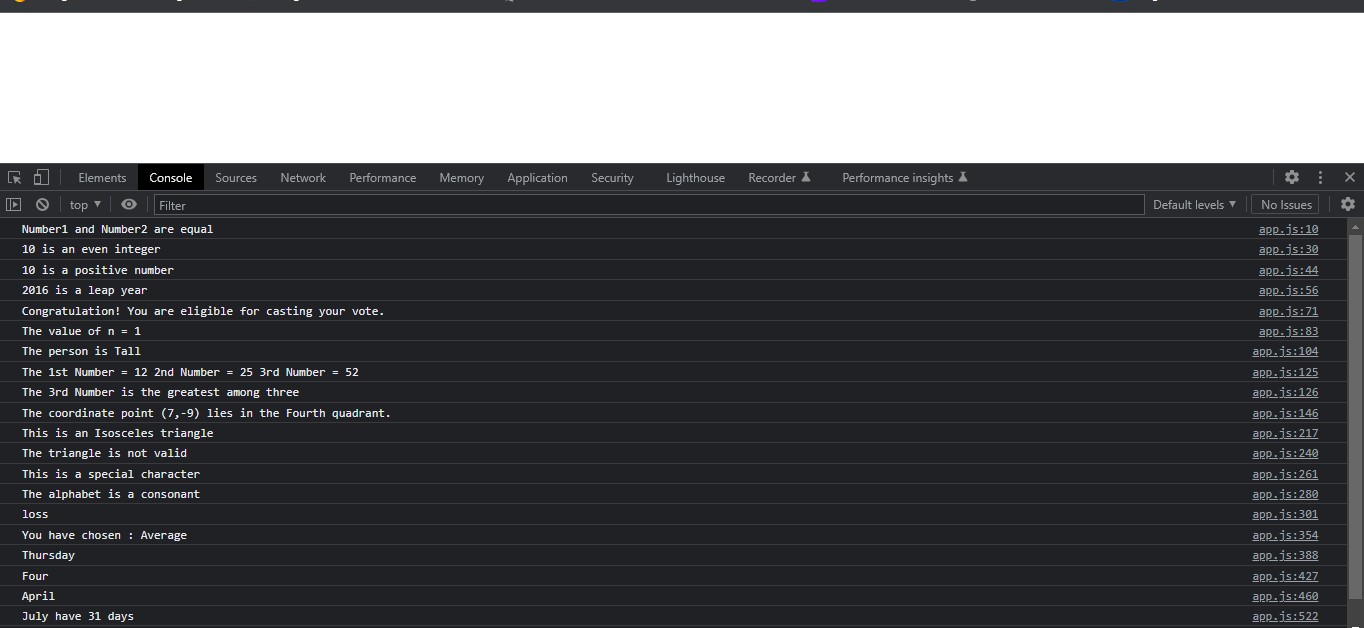 Elements Console Sources Network Performance Memory Application Security Lighthouse Recorder Performance insights
top Filter Default levels No Issues
Number1 and Number2 are equal app.js:10
10 is an even integer app.js:30
10 is a positive number app.js:44
2016 is a leap year app.js:56
Congratulation! You are eligible for casting your vote. app.js:71
The value of n = 1 app.js:83
The person is Tall app.js:104
The 1st Number = 12 2nd Number = 25 3rd Number = 52 app.js:125
The 3rd Number is the greatest among three app.js:126
The coordinate point (7,-9) lies in the Fourth quadrant. app.js:146
This is an Isosceles triangle app.js:217
The triangle is not valid app.js:240
This is a special character app.js:261
The alphabet is a consonant app.js:280
loss app.js:301
You have chosen : Average app.js:354
Thursday app.js:388
Four app.js:427
April app.js:460
July have 31 days app.js:522